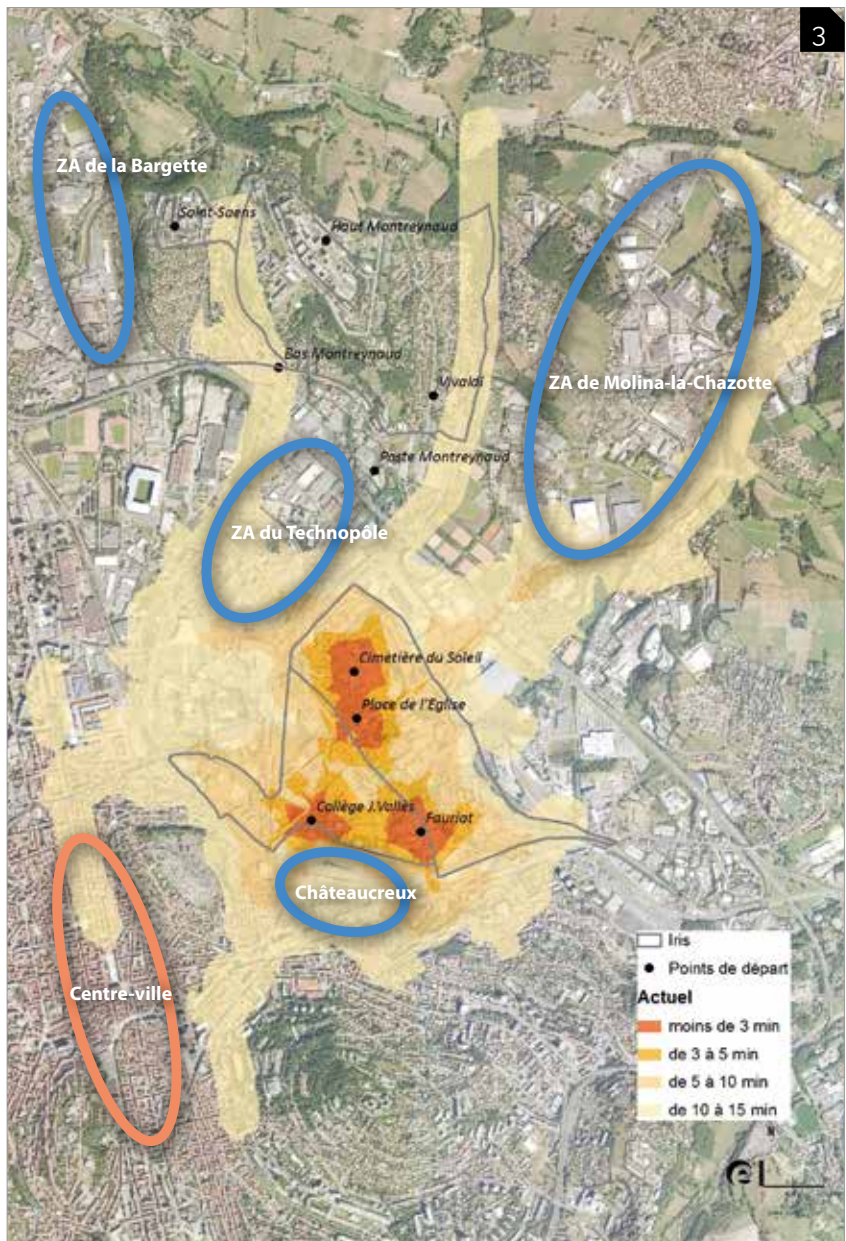 3
ZA de la Bargette
Saint-Saens
Haut Montreynaud
Bas Montreynaud
Vivaldi
ZA de Molina-la-Chazotte
Poste Montreynaud
ZA du Technopôle
Cimetière du Soleil
Place de l'Eglise
Collège J.Vallès
Fauriat
Châteaucreux
Centre-ville
Iris
Points de départ
Actuel
moins de 3 min
de 3 à 5 min
de 5 à 10 min
de 10 à 15 min
N